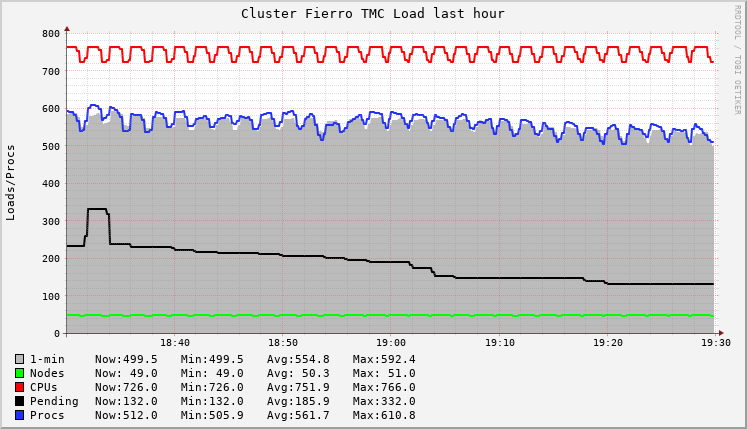 Cluster Fierro TMC Load last hour
RRDTOOL / TOBI OETIKER
Loads/Procs
800
700
600
500
400
300
200
100
0
18:40 18:50 19:00 19:10 19:20 19:30
1-min Now:499.5 Min:499.5 Avg:554.8 Max:592.4
Nodes Now: 49.0 Min: 49.0 Avg: 50.3 Max: 51.0
CPUs Now:726.0 Min:726.0 Avg:751.9 Max:766.0
Pending Now:132.0 Min:132.0 Avg:185.9 Max:332.0
Procs Now:512.0 Min:505.9 Avg:561.7 Max:610.8